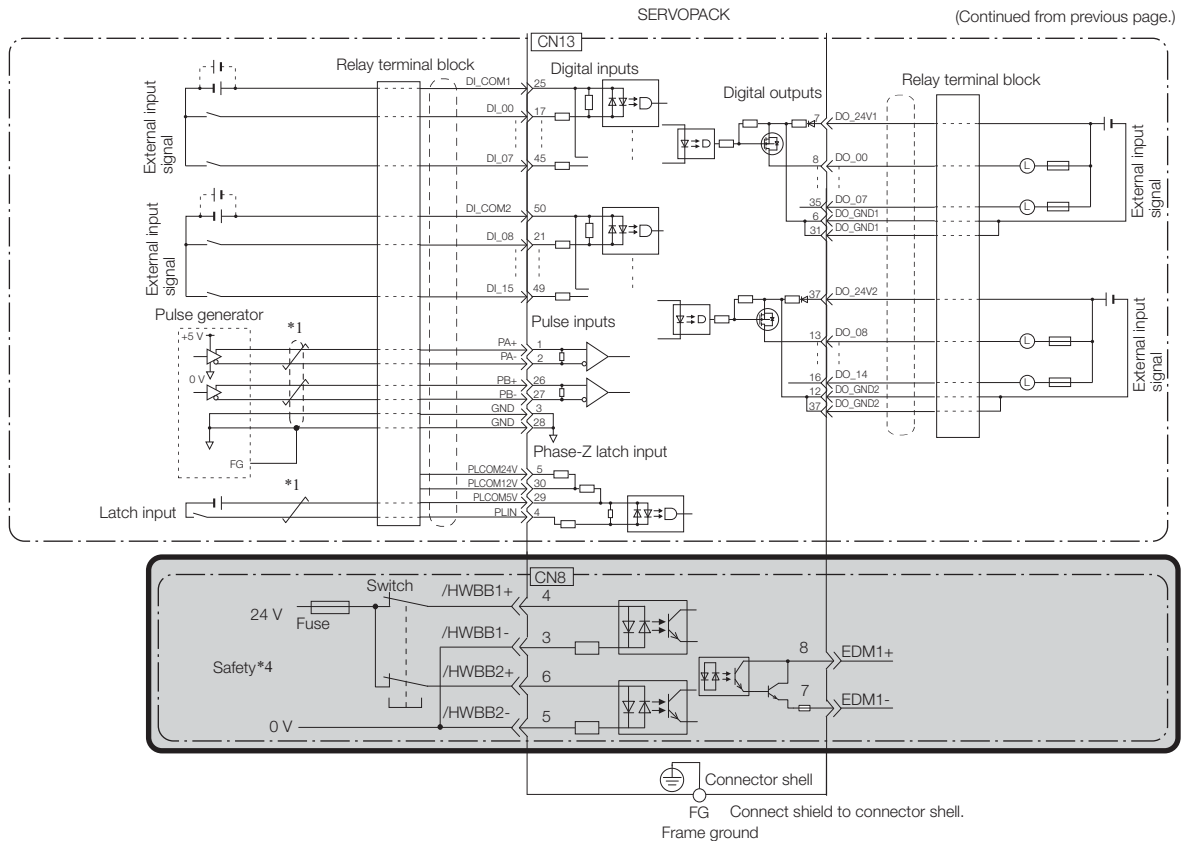 SERVOPACK
(Continued from previous page.)
CN13
Relay terminal block
Digital inputs
Digital outputs
Relay terminal block
External input signal
DI_COM1 25
DI_00 17
DI_07 45
External input signal
DI_COM2 50
DI_08 21
DI_15 49
7 DO_24V1
8 DO_00
L
35 DO_07
L
6 DO_GND1
31 DO_GND1
External input signal
37 DO_24V2
13 DO_08
L
16 DO_14
L
12 DO_GND2
37 DO_GND2
External input signal
Pulse generator
+5 V
0 V
FG
*1
Pulse inputs
PA+ 1
PA- 2
PB+ 26
PB- 27
GND 3
GND 28
Phase-Z latch input
PLCOM24V 5
PLCOM12V 30
PLCOM5V 29
PLIN 4
*1
Latch input
CN8
Switch
24 V
Fuse
/HWBB1+ 4
/HWBB1- 3
Safety*4
/HWBB2+ 6
/HWBB2- 5
0 V
8 EDM1+
7 EDM1-
Connector shell
FG Connect shield to connector shell.
Frame ground